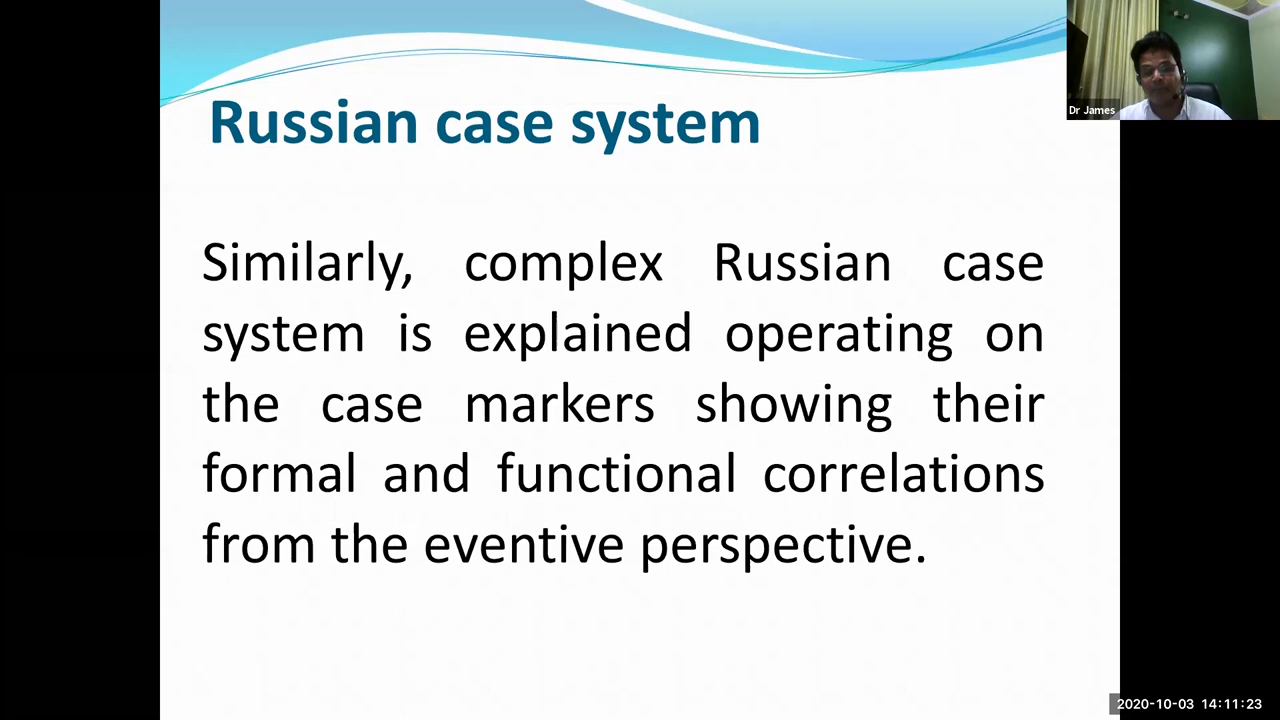 Russian case system
Similarly, complex Russian case
system is explained operating on
the case markers showing their
formal and functional correlations
from the eventive perspective.
Dr James
2020-10-03 14:11:23